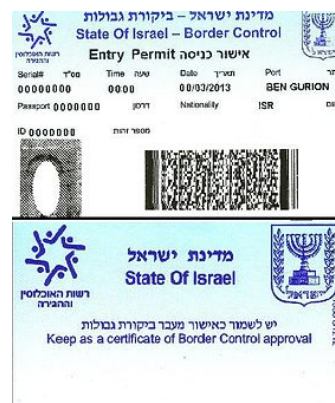 מדינת ישראל – ביקורת גבולות
State Of Israel – Border Control
Entry Permit אישור כניסה
רשות האוכלוסין
וההגירה
Serial# מס׳ Time שעה Date תאריך Port
00000000 00:00 00/03/2013 BEN GURION
Passport 0000000 דרכון Nationality ISR
ID 0000000 מספר זהות
מדינת ישראל
State Of Israel
רשות האוכלוסין
וההגירה
יש לשמור כאישור מעבר ביקורת גבולות
Keep as a certificate of Border Control approval